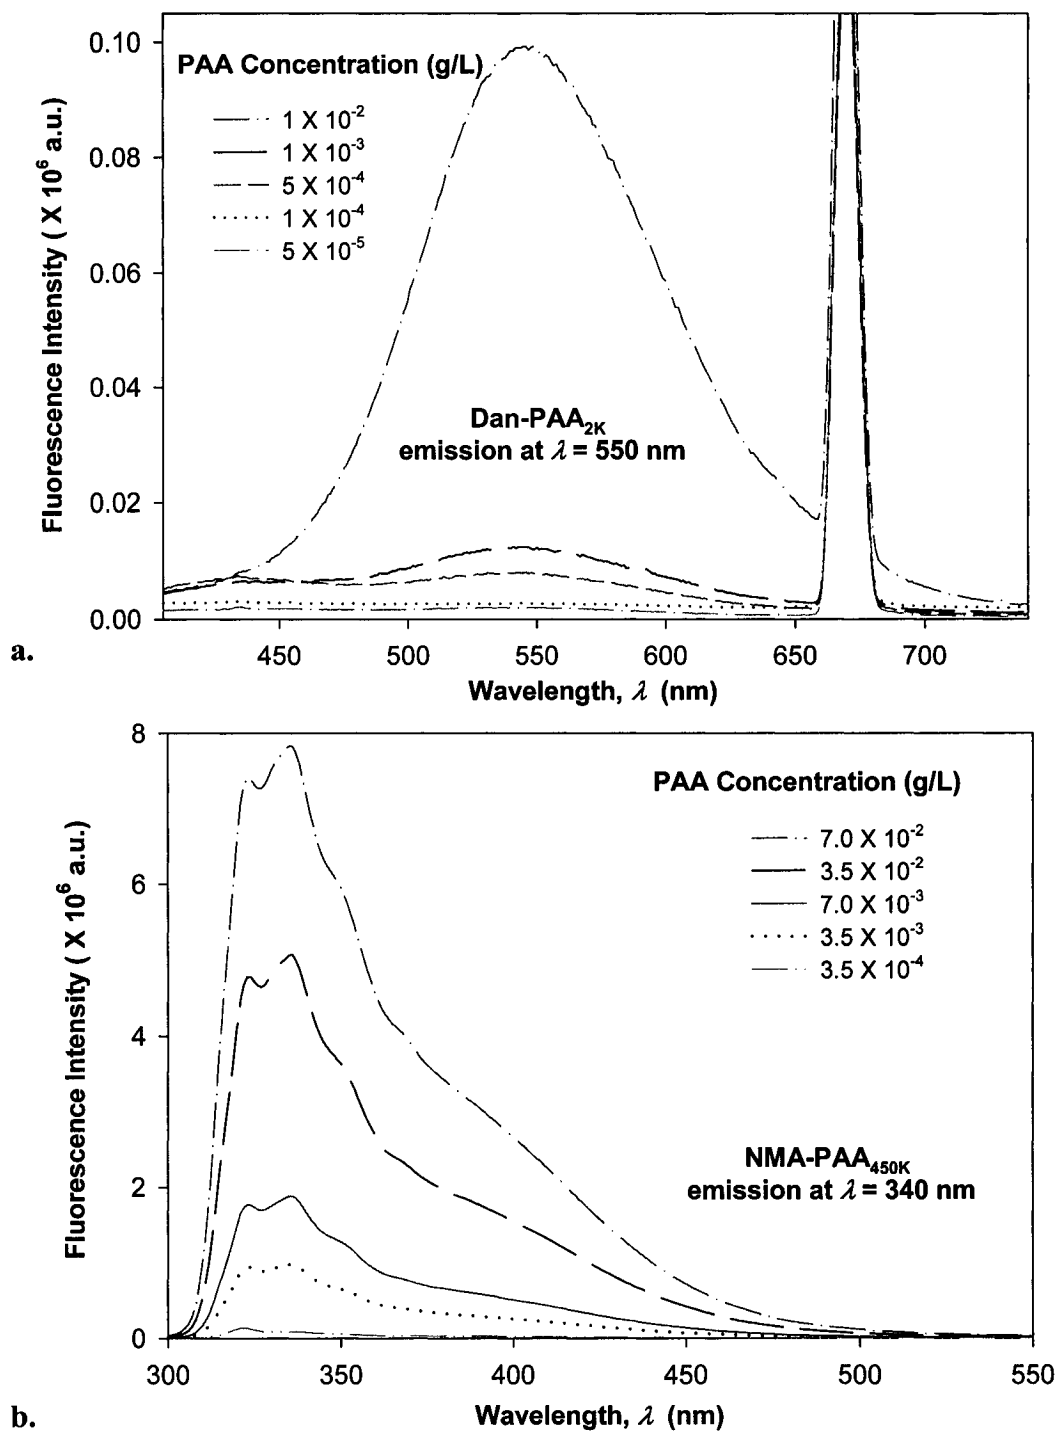 0.10
0.08
0.06
0.04
0.02
0.00
Fluorescence Intensity ( X 10⁶ a.u.)
PAA Concentration (g/L)
1 X 10⁻²
1 X 10⁻³
5 X 10⁻⁴
1 X 10⁻⁴
5 X 10⁻⁵
Dan-PAA₂K
emission at λ = 550 nm
450 500 550 600 650 700
a.
Wavelength, λ (nm)
8
6
4
2
0
Fluorescence Intensity ( X 10⁶ a.u.)
PAA Concentration (g/L)
7.0 X 10⁻²
3.5 X 10⁻²
7.0 X 10⁻³
3.5 X 10⁻³
3.5 X 10⁻⁴
NMA-PAA₄₅₀K
emission at λ = 340 nm
300 350 400 450 500 550
b.
Wavelength, λ (nm)